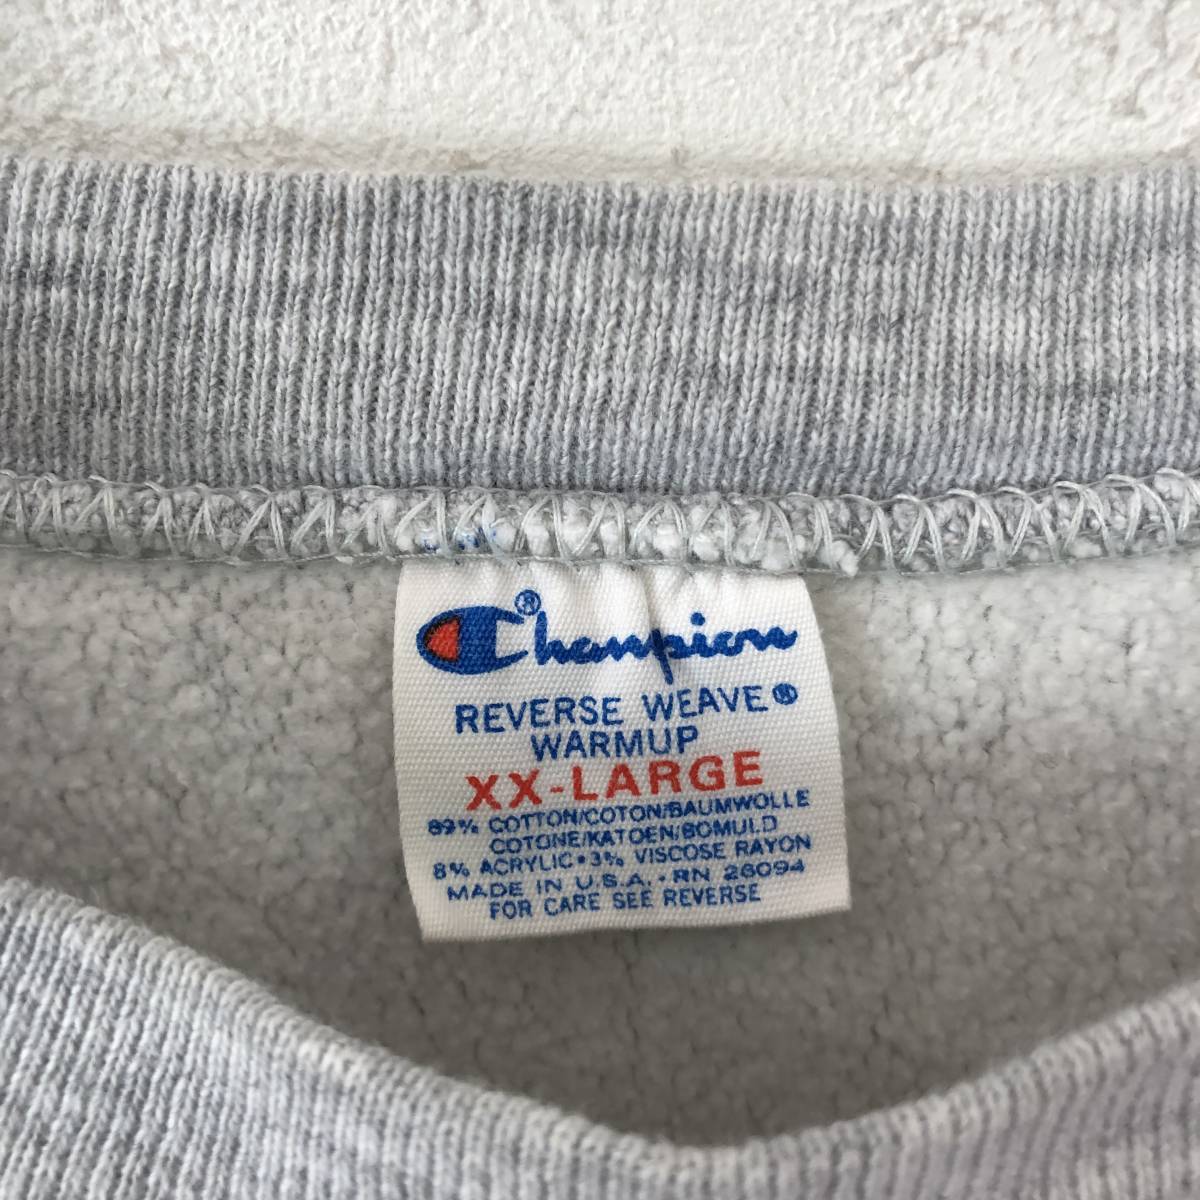 Champion®
REVERSE WEAVE®
WARMUP
XX-LARGE
89% COTTON/COTON/BAUMWOLLE
COTONE/KATOEN/BOMULD
8% ACRYLIC • 3% VISCOSE RAYON
MADE IN U.S.A. • RN 26094
FOR CARE SEE REVERSE